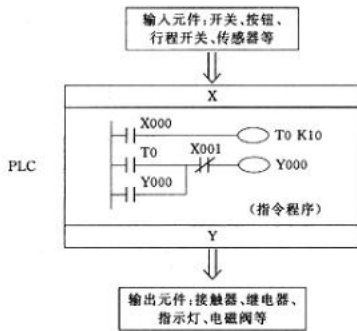 输入元件:开关、按钮、
行程开关、传感器等
X
X000
T0 K10
T0
X001
Y000
Y000
PLC
(指令程序)
Y
输出元件:接触器、继电器、
指示灯、电磁阀等